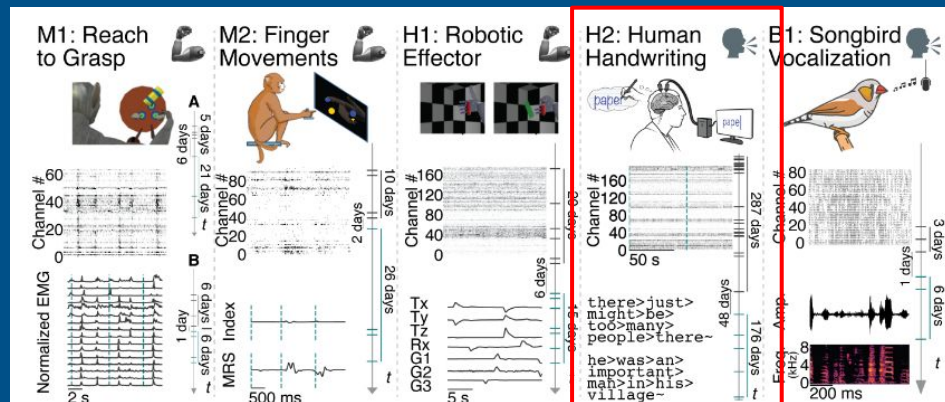 M1: Reach
to Grasp
A
5 days
6 days
21 days
t
Channel #
60
40
20
0
B
6 days | 6 days
1 day
t
Normalized EMG
2 s
M2: Finger
Movements
Channel #
80
60
40
20
0
10 days
2 days
26 days
t
Index
MRS
500 ms
H1: Robotic
Effector
Channel #
160
120
80
40
0
days
6 days
days
t
Tx
Ty
Tz
Rx
G1
G2
G3
5 s
H2: Human
Handwriting
paper
pape
Channel #
160
120
80
40
0
50 s
287 days
48 days
176 days
t
there>just>
might>be>
too>many>
people>there~
he>was>an>
important>
man>in>his>
village~
B1: Songbird
Vocalization
Channel #
80
60
40
20
0
3 days
1 day
6 days
t
Amp
Freq
(kHz)
8
4
0
200 ms